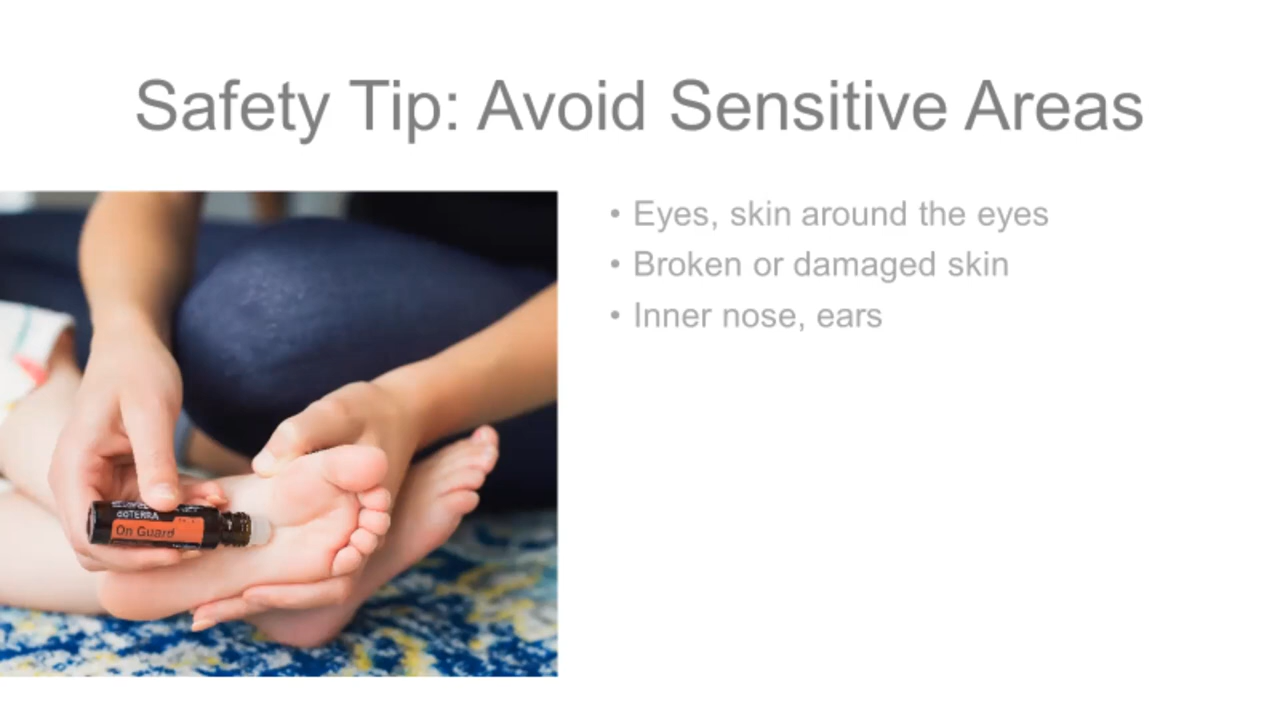 Safety Tip: Avoid Sensitive Areas
• Eyes, skin around the eyes
• Broken or damaged skin
• Inner nose, ears
dōTERRA
On Guard